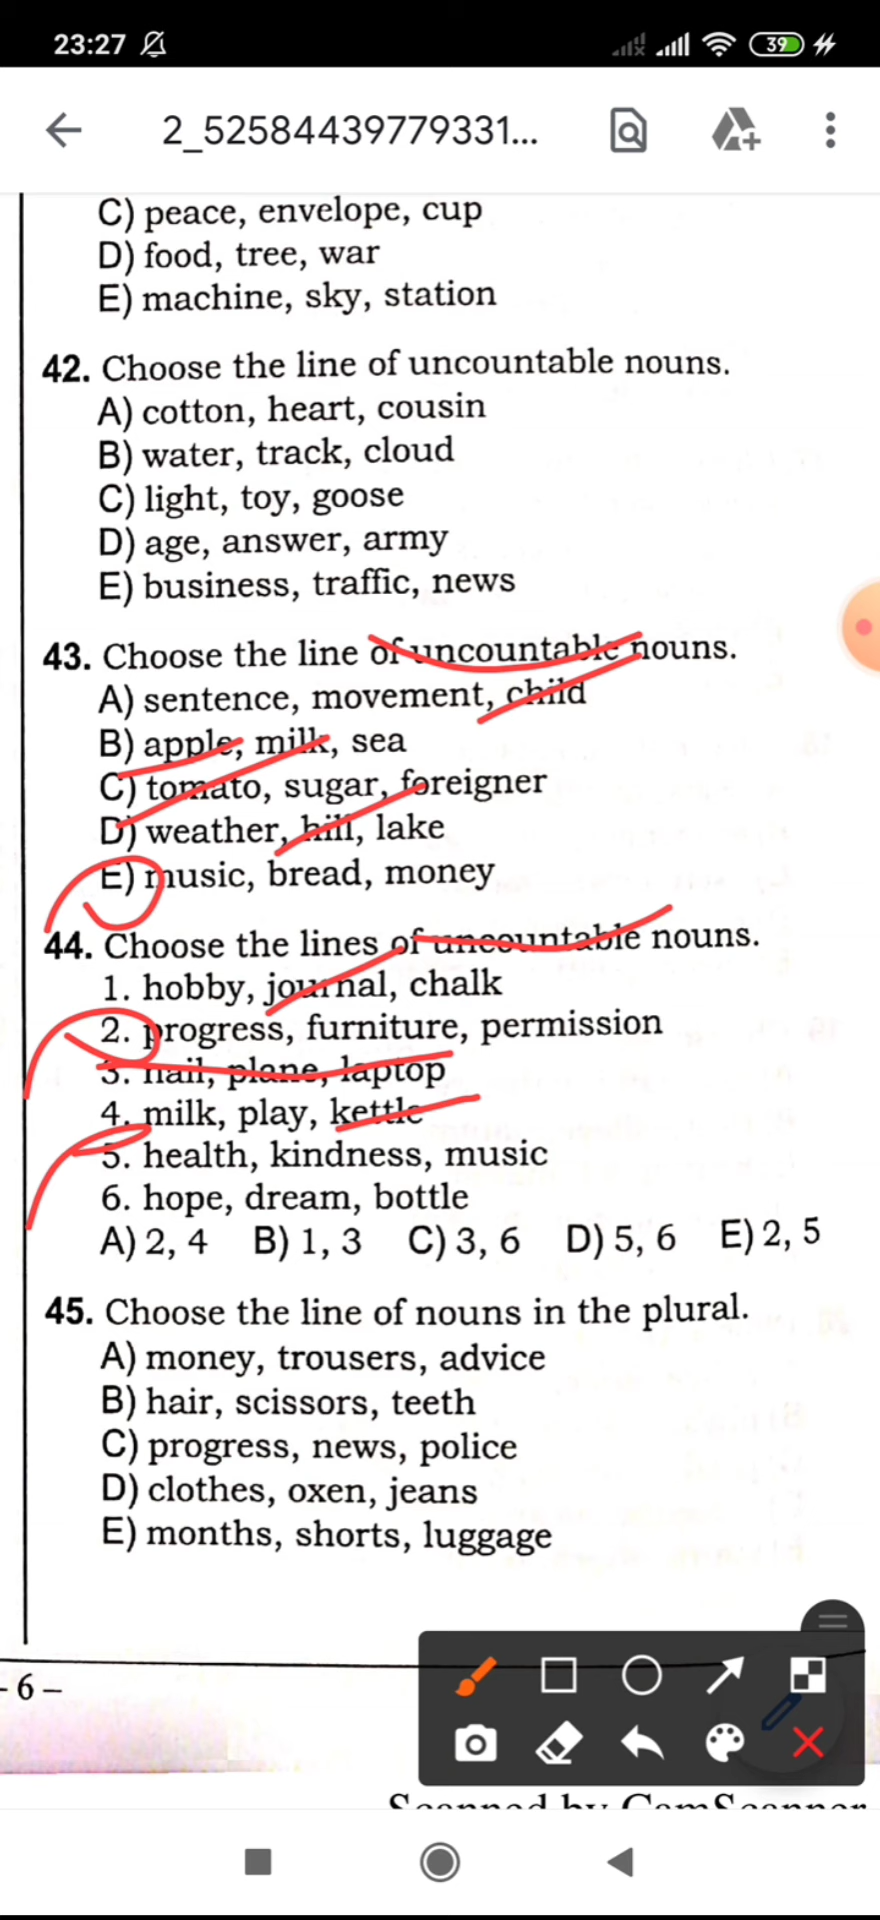 23:27
39
2_52584439779331...
C) peace, envelope, cup
D) food, tree, war
E) machine, sky, station
42. Choose the line of uncountable nouns.
A) cotton, heart, cousin
B) water, track, cloud
C) light, toy, goose
D) age, answer, army
E) business, traffic, news
43. Choose the line of uncountable nouns.
A) sentence, movement, child
B) apple, milk, sea
C) tomato, sugar, foreigner
D) weather, hill, lake
E) music, bread, money
44. Choose the lines of uncountable nouns.
1. hobby, journal, chalk
2. progress, furniture, permission
3. nail, plane, laptop
4. milk, play, kettle
5. health, kindness, music
6. hope, dream, bottle
A) 2, 4 B) 1, 3 C) 3, 6 D) 5, 6 E) 2, 5
45. Choose the line of nouns in the plural.
A) money, trousers, advice
B) hair, scissors, teeth
C) progress, news, police
D) clothes, oxen, jeans
E) months, shorts, luggage
- 6 –
Scanned by CamScanner